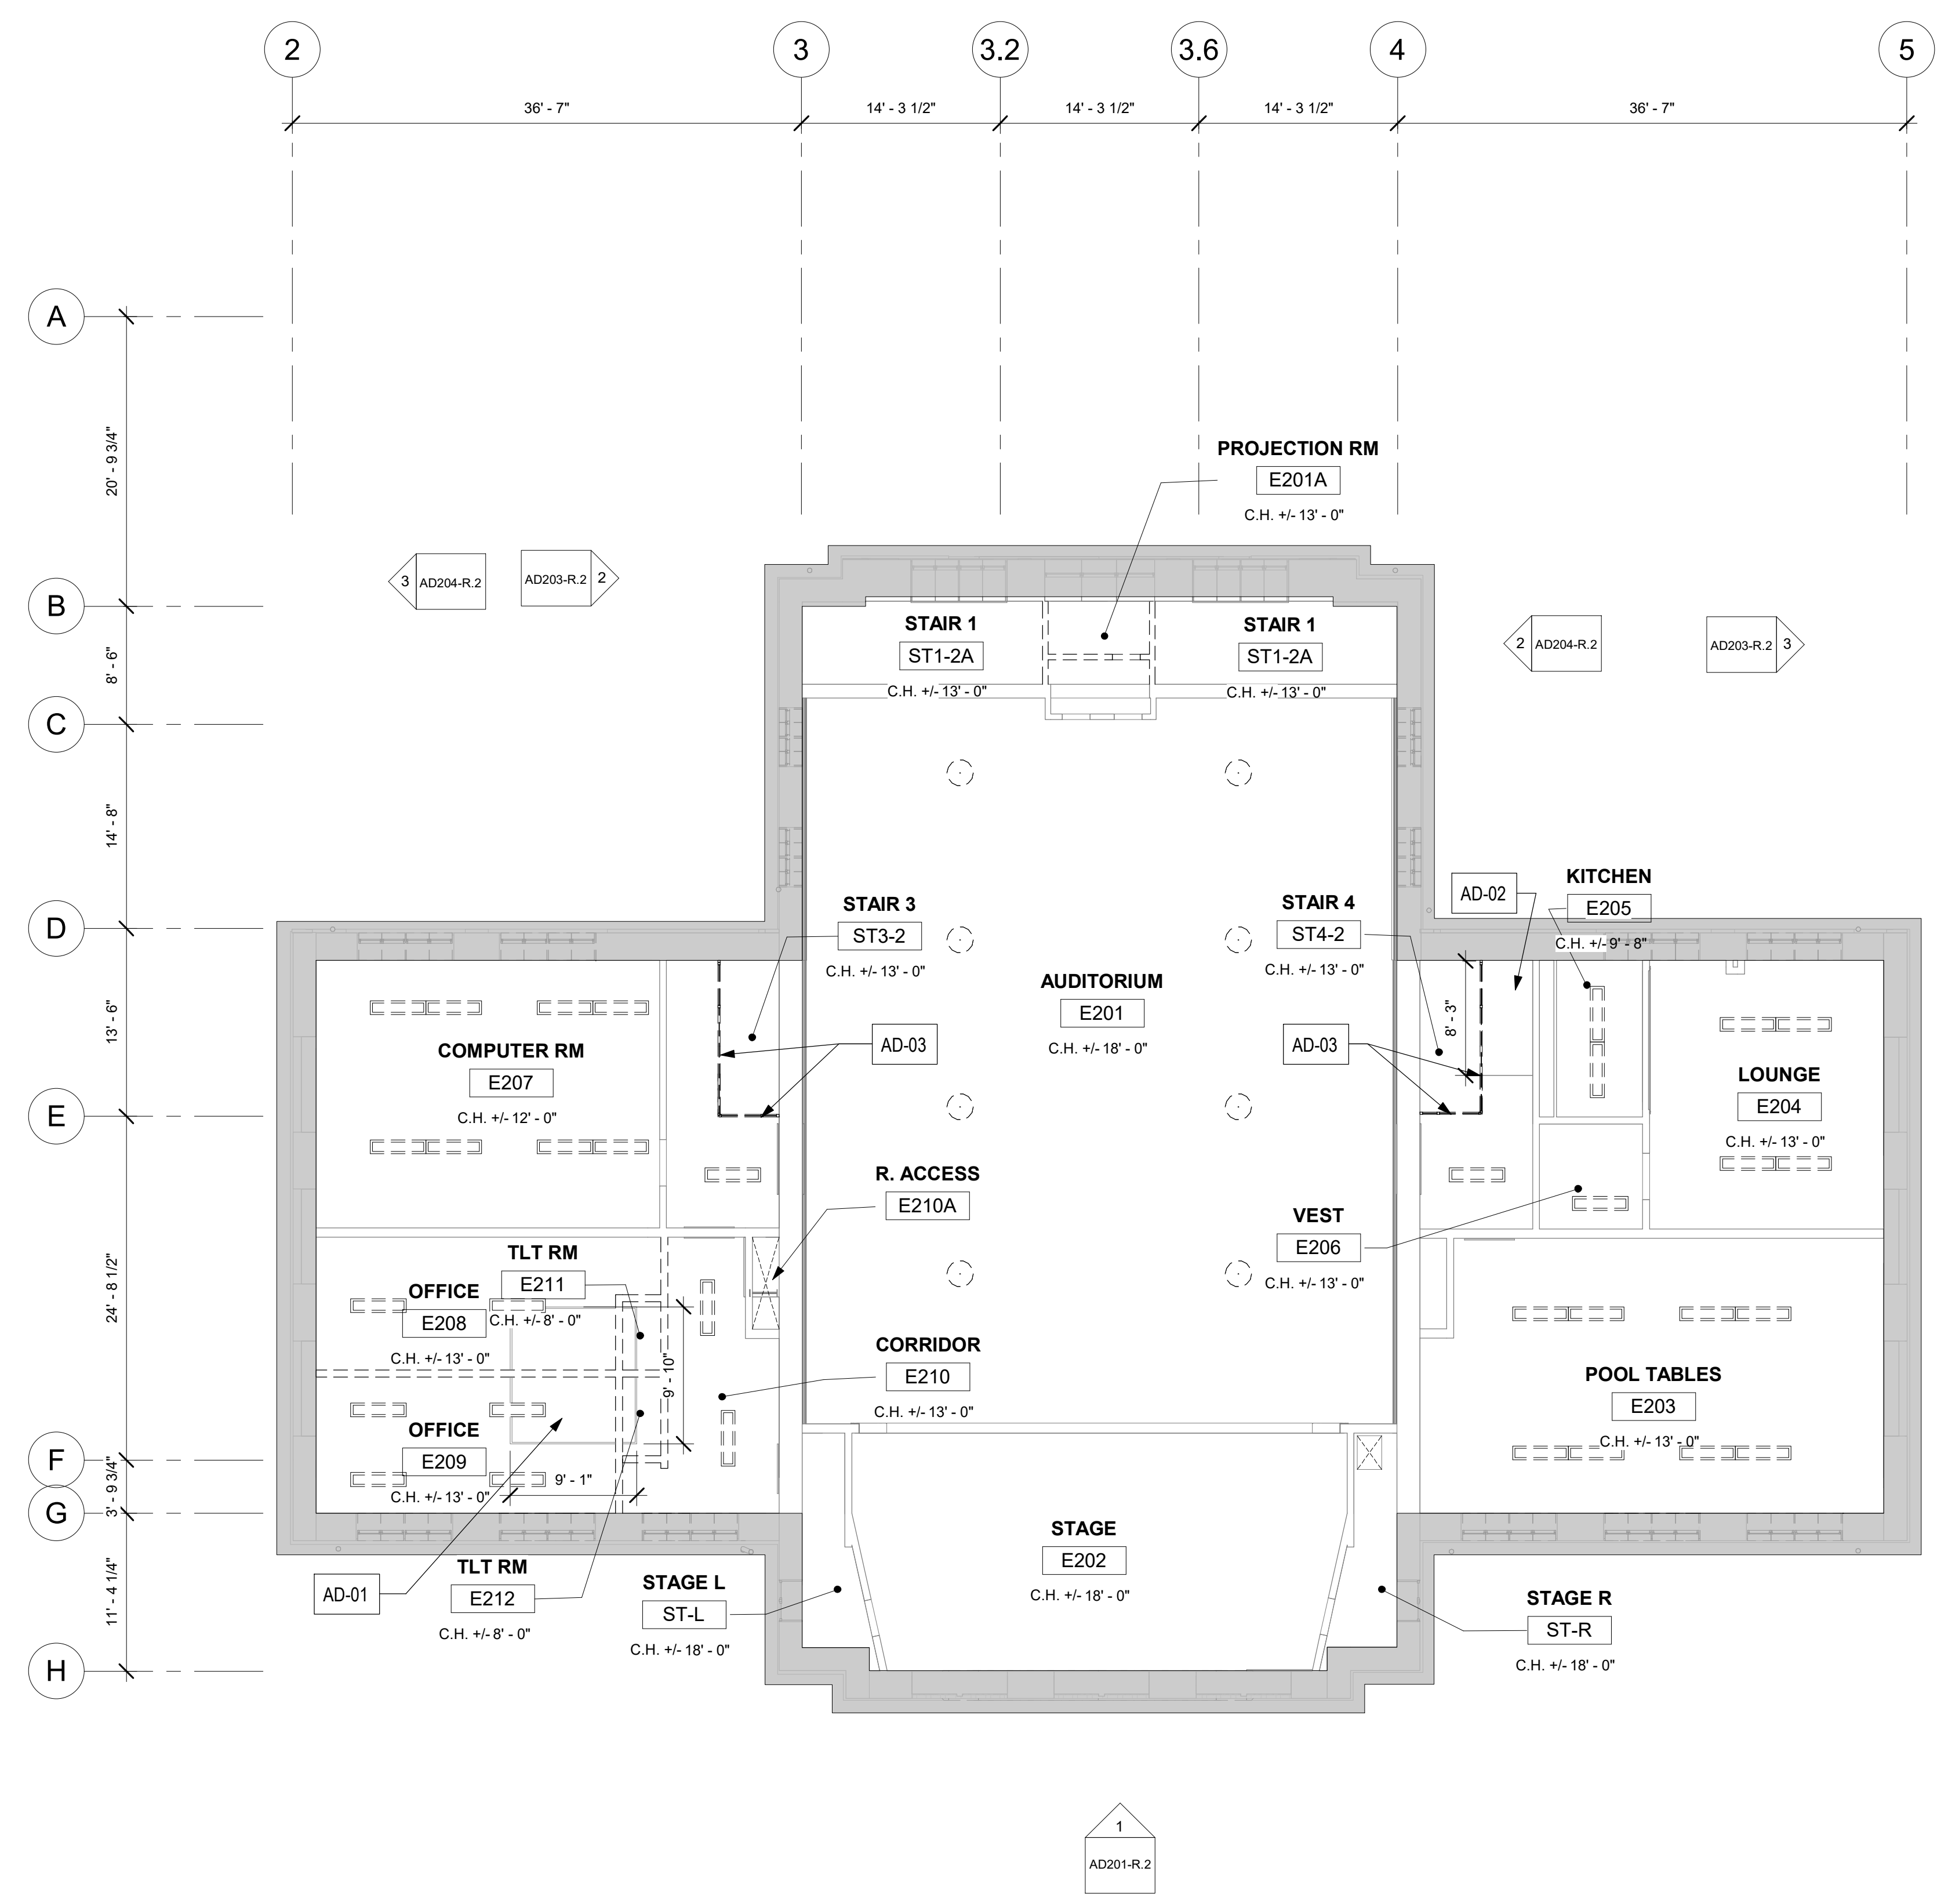 2
3
3.2
3.6
4
5
36' - 7"
14' - 3 1/2"
14' - 3 1/2"
14' - 3 1/2"
36' - 7"
A
20' - 9 3/4"
B
8' - 6"
C
14' - 8"
D
13' - 6"
E
24' - 8 1/2"
F
3' - 9 3/4"
G
11' - 4 1/4"
H
PROJECTION RM
E201A
C.H. +/- 13' - 0"
3
AD204-R.2
AD203-R.2
2
2
AD204-R.2
AD203-R.2
3
STAIR 1
ST1-2A
C.H. +/- 13' - 0"
STAIR 1
ST1-2A
C.H. +/- 13' - 0"
STAIR 3
ST3-2
C.H. +/- 13' - 0"
STAIR 4
ST4-2
C.H. +/- 13' - 0"
AD-02
KITCHEN
E205
C.H. +/- 9' - 8"
AUDITORIUM
E201
C.H. +/- 18' - 0"
8' - 3"
AD-03
AD-03
COMPUTER RM
E207
C.H. +/- 12' - 0"
LOUNGE
E204
C.H. +/- 13' - 0"
R. ACCESS
E210A
VEST
E206
C.H. +/- 13' - 0"
TLT RM
E211
C.H. +/- 8' - 0"
OFFICE
E208
C.H. +/- 13' - 0"
9' - 10"
CORRIDOR
E210
C.H. +/- 13' - 0"
POOL TABLES
E203
C.H. +/- 13' - 0"
OFFICE
E209
C.H. +/- 13' - 0"
9' - 1"
STAGE
E202
C.H. +/- 18' - 0"
AD-01
TLT RM
E212
C.H. +/- 8' - 0"
STAGE L
ST-L
C.H. +/- 18' - 0"
STAGE R
ST-R
C.H. +/- 18' - 0"
1
AD201-R.2